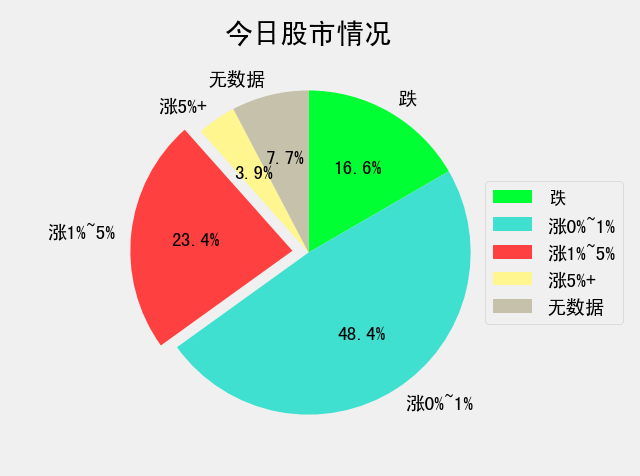 今日股市情况
无数据
跌
涨5%+
7.7%
16.6%
3.9%
涨1%~5%
23.4%
48.4%
涨0%~1%
跌
涨0%~1%
涨1%~5%
涨5%+
无数据